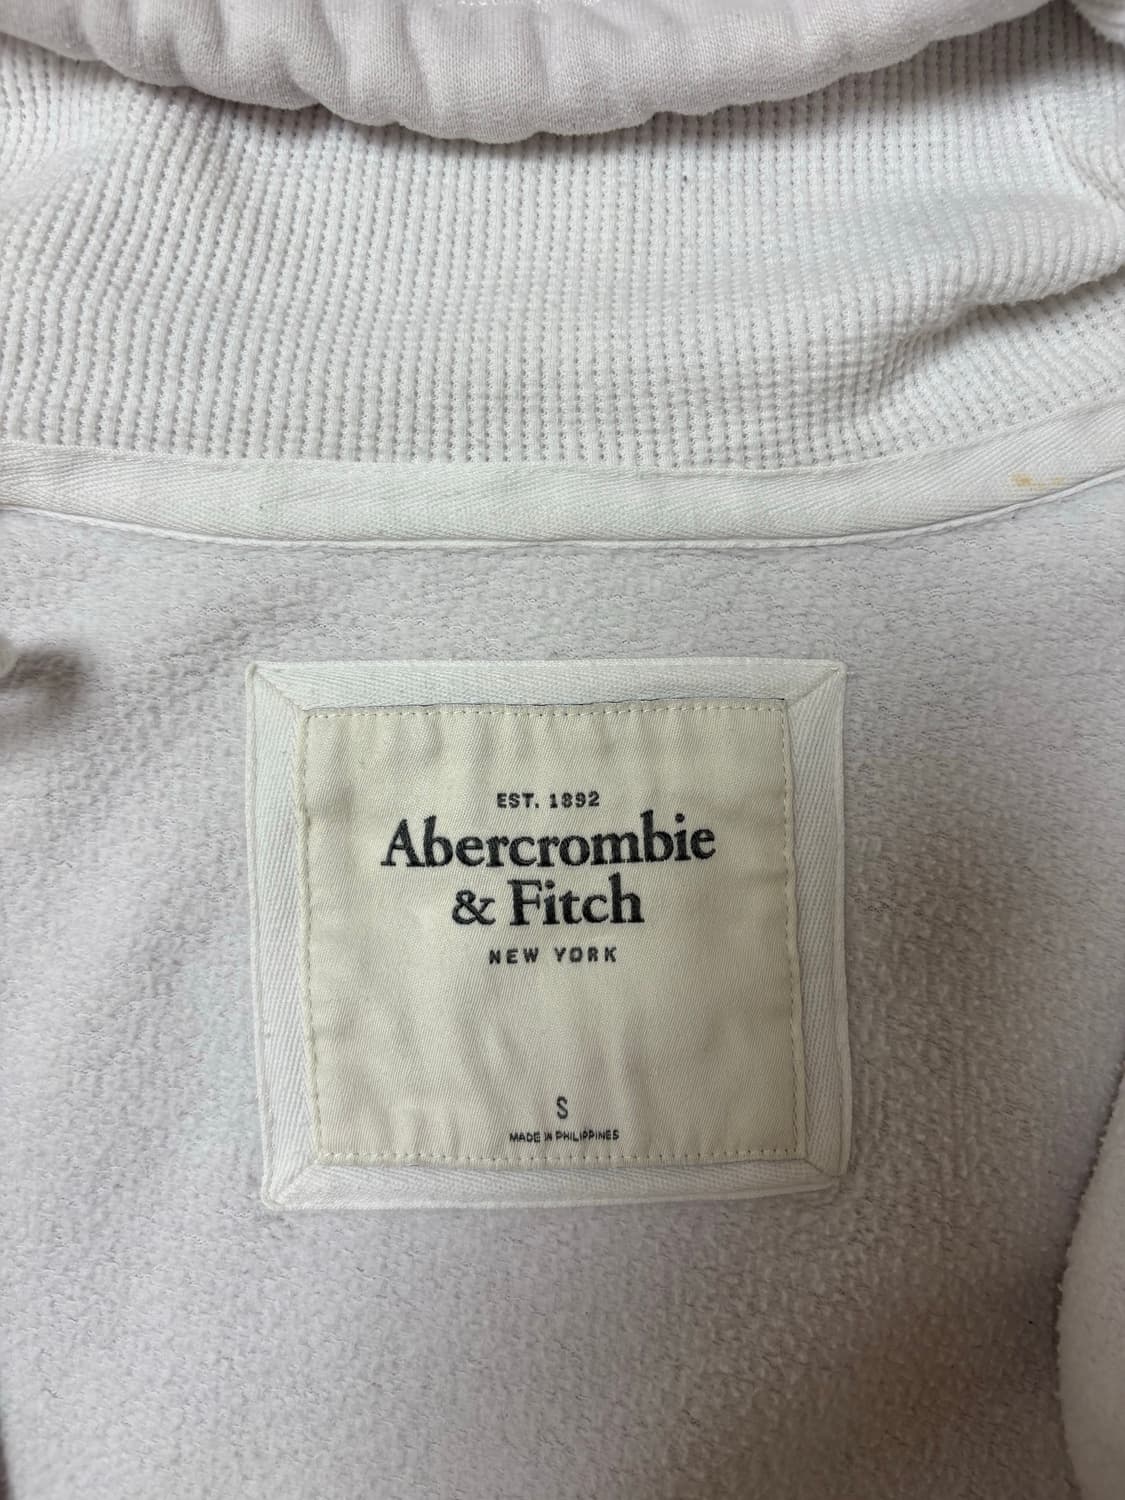 EST. 1892
Abercrombie
& Fitch
NEW YORK
S
MADE IN PHILIPPINES